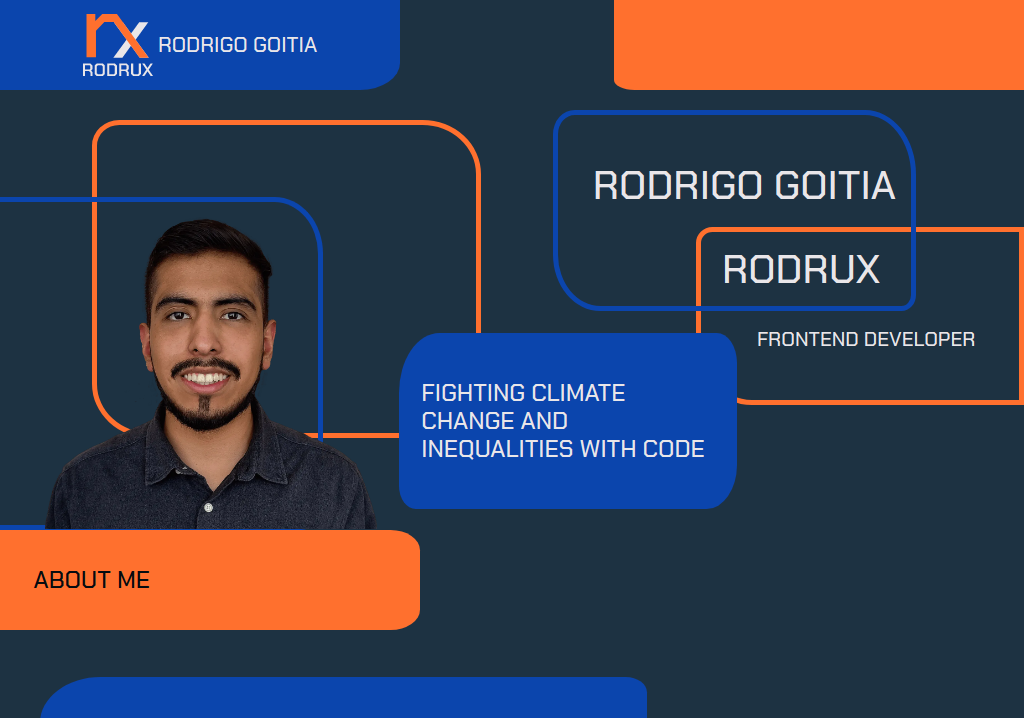 rx
RODRUX
RODRIGO GOITIA
RODRIGO GOITIA
RODRUX
FRONTEND DEVELOPER
FIGHTING CLIMATE
CHANGE AND
INEQUALITIES WITH CODE
ABOUT ME